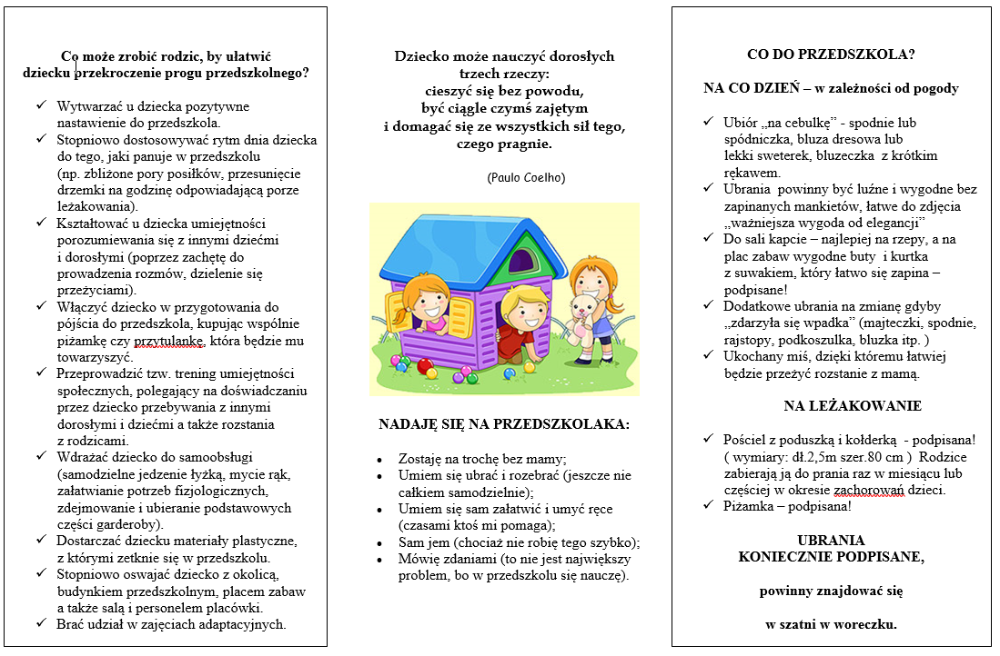 Co może zrobić rodzic, by ułatwić
dziecku przekroczenie progu przedszkolnego?
✓ Wytwarzać u dziecka pozytywne
nastawienie do przedszkola.
✓ Stopniowo dostosowywać rytm dnia dziecka
do tego, jaki panuje w przedszkolu
(np. zbliżone pory posiłków, przesunięcie
drzemki na godzinę odpowiadającą porze
leżakowania).
✓ Kształtować u dziecka umiejętności
porozumiewania się z innymi dziećmi
i dorosłymi (poprzez zachętę do
prowadzenia rozmów, dzielenie się
przeżyciami).
✓ Włączyć dziecko w przygotowania do
pójścia do przedszkola, kupując wspólnie
piżamkę czy przytulankę, która będzie mu
towarzyszyć.
✓ Przeprowadzić tzw. trening umiejętności
społecznych, polegający na doświadczaniu
przez dziecko przebywania z innymi
dorosłymi i dziećmi a także rozstania
z rodzicami.
✓ Wdrażać dziecko do samoobsługi
(samodzielne jedzenie łyżką, mycie rąk,
załatwianie potrzeb fizjologicznych,
zdejmowanie i ubieranie podstawowych
części garderoby).
✓ Dostarczać dziecku materiały plastyczne,
z którymi zetknie się w przedszkolu.
✓ Stopniowo oswajać dziecko z okolicą,
budynkiem przedszkolnym, placem zabaw
a także salą i personelem placówki.
✓ Brać udział w zajęciach adaptacyjnych.
Dziecko może nauczyć dorosłych
trzech rzeczy:
cieszyć się bez powodu,
być ciągle czymś zajętym
i domagać się ze wszystkich sił tego,
czego pragnie.
(Paulo Coelho)
NADAJĘ SIĘ NA PRZEDSZKOLAKA:
• Zostaję na trochę bez mamy;
• Umiem się ubrać i rozebrać (jeszcze nie
całkiem samodzielnie);
• Umiem się sam załatwić i umyć ręce
(czasami ktoś mi pomaga);
• Sam jem (chociaż nie robię tego szybko);
• Mówię zdaniami (to nie jest największy
problem, bo w przedszkolu się nauczę).
CO DO PRZEDSZKOLA?
NA CO DZIEŃ – w zależności od pogody
✓ Ubiór „na cebulkę” - spodnie lub
spódniczka, bluza dresowa lub
lekki sweterek, bluzeczka z krótkim
rękawem.
✓ Ubrania powinny być luźne i wygodne bez
zapinanych mankietów, łatwe do zdjęcia
„ważniejsza wygoda od elegancji”
✓ Do sali kapcie – najlepiej na rzepy, a na
plac zabaw wygodne buty i kurtka
z suwakiem, który łatwo się zapina –
podpisane!
✓ Dodatkowe ubrania na zmianę gdyby
„zdarzyła się wpadka” (majteczki, spodnie,
rajstopy, podkoszulka, bluzka itp. )
✓ Ukochany miś, dzięki któremu łatwiej
będzie przeżyć rozstanie z mamą.
NA LEŻAKOWANIE
✓ Pościel z poduszką i kołderką - podpisana!
( wymiary: dł.2,5m szer.80 cm ) Rodzice
zabierają ją do prania raz w miesiącu lub
częściej w okresie zachorowań dzieci.
✓ Piżamka – podpisana!
UBRANIA
KONIECZNIE PODPISANE,
powinny znajdować się
w szatni w woreczku.